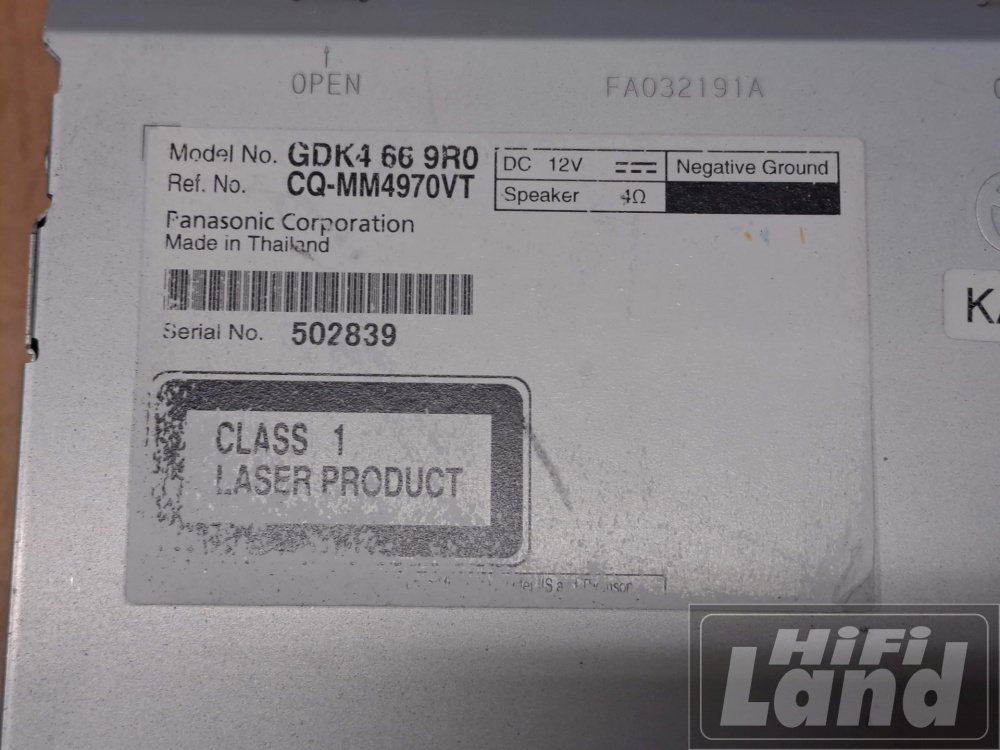 OPEN
FA032191A
Model No. GDK4 66 9R0
Ref. No. CQ-MM4970VT
DC 12V
Negative Ground
Speaker 4Ω
Panasonic Corporation
Made in Thailand
Serial No. 502839
KA
CLASS 1
LASER PRODUCT
HiFi
Land